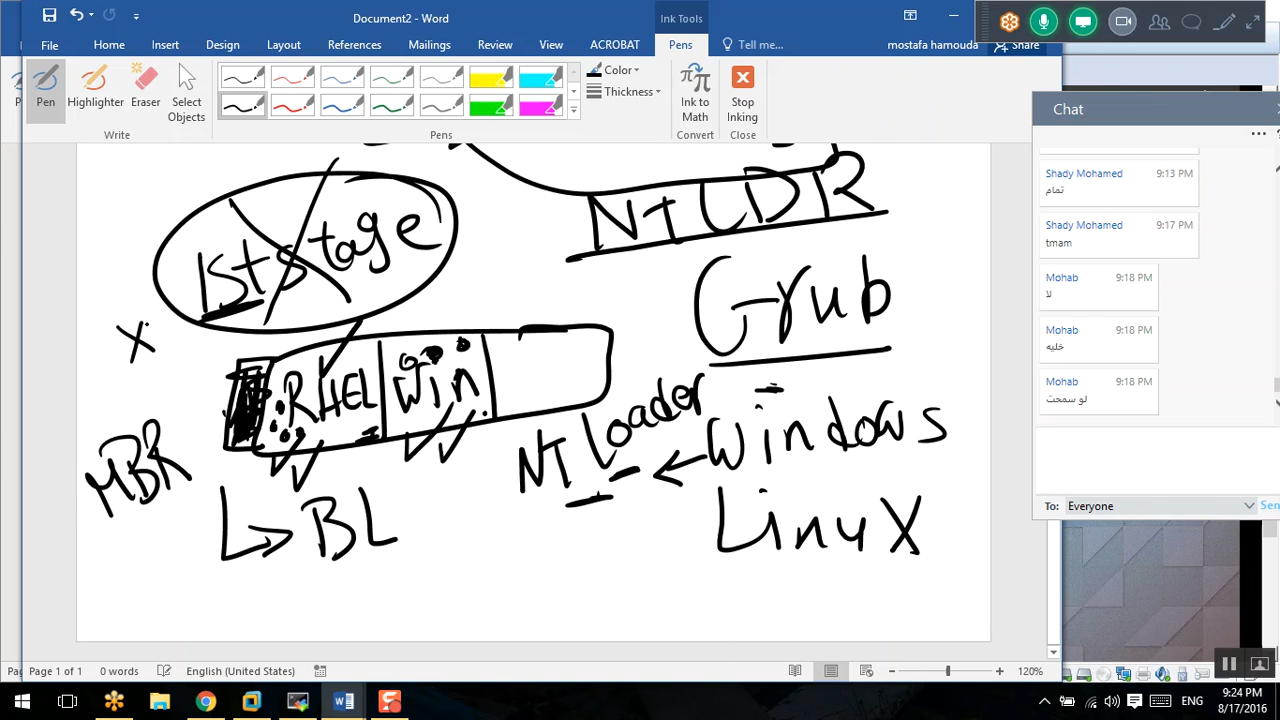 Document2 - Word
Ink Tools
File
Home
Insert
Design
Layout
References
Mailings
Review
View
ACROBAT
Pens
Tell me...
mostafa hamouda
Share
Pen
Highlighter
Eraser
Select Objects
Color
Thickness
Ink to Math
Stop Inking
Write
Pens
Convert
Close
NTLDR
1st stage
Grub
X
RHEL
Win
NT Loader
Windows
MBR
BL
Linux
Chat
Shady Mohamed 9:13 PM
تمام
Shady Mohamed 9:17 PM
tmam
Mohab 9:18 PM
لا
Mohab 9:18 PM
خليه
Mohab 9:18 PM
لو سمحت
To: Everyone
Sen
Page 1 of 1
0 words
English (United States)
120%
ENG
9:24 PM
8/17/2016